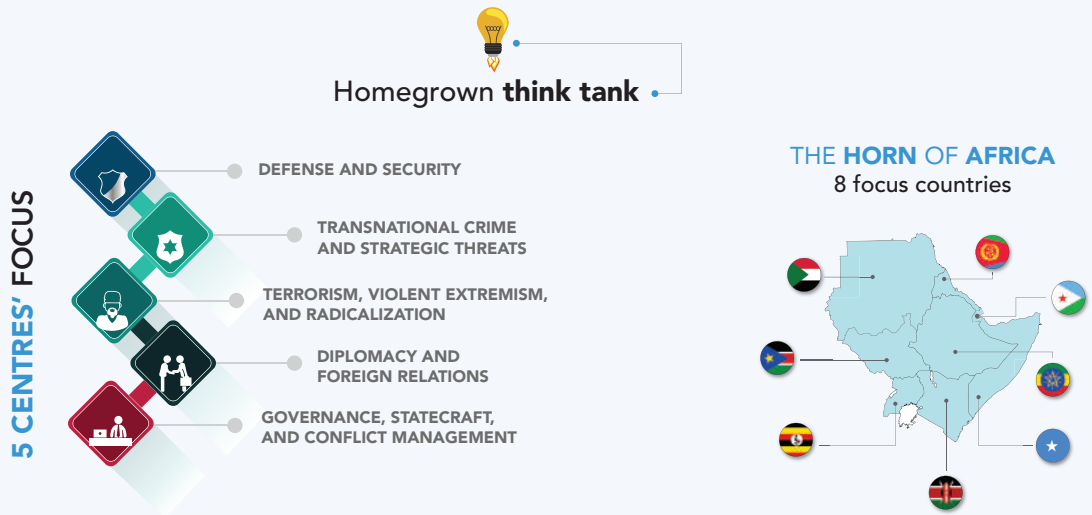 Homegrown think tank
5 CENTRES’ FOCUS
DEFENSE AND SECURITY
TRANSNATIONAL CRIME
AND STRATEGIC THREATS
TERRORISM, VIOLENT EXTREMISM,
AND RADICALIZATION
DIPLOMACY AND
FOREIGN RELATIONS
GOVERNANCE, STATECRAFT,
AND CONFLICT MANAGEMENT
THE HORN OF AFRICA
8 focus countries